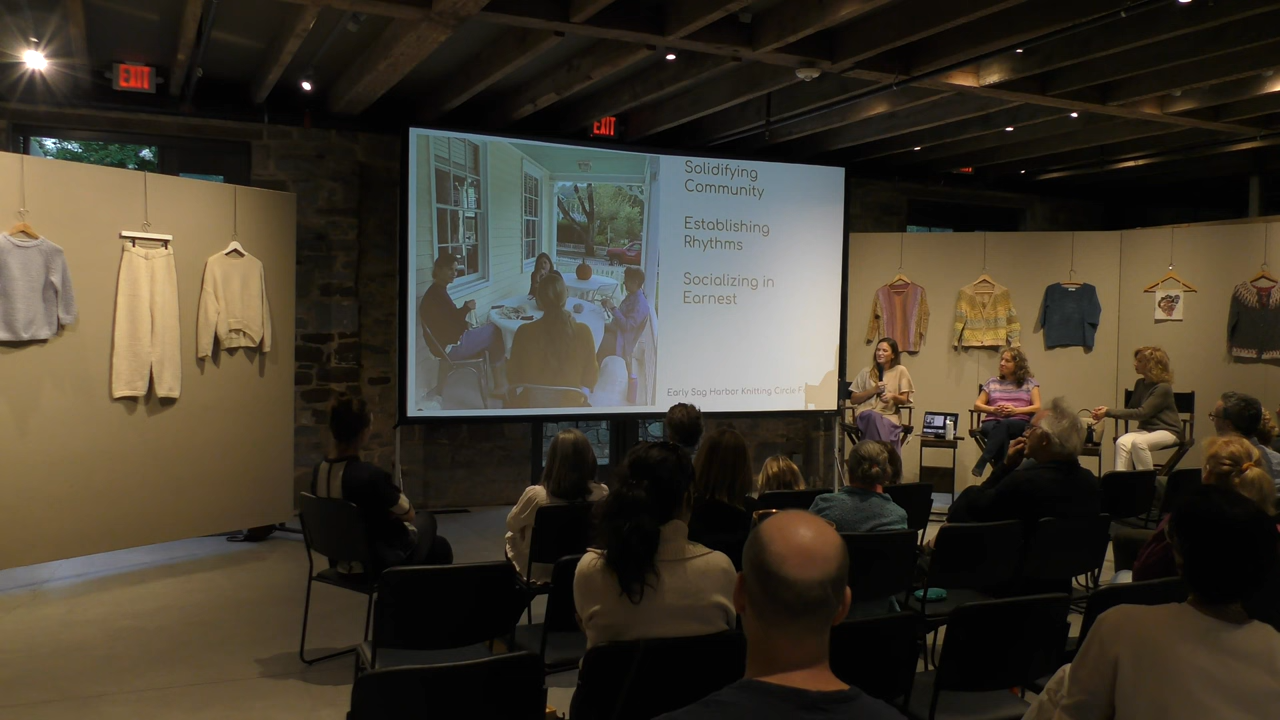 EXIT
EXIT
Solidifying
Community
Establishing
Rhythms
Socializing in
Earnest
Early Sag Harbor Knitting Circle